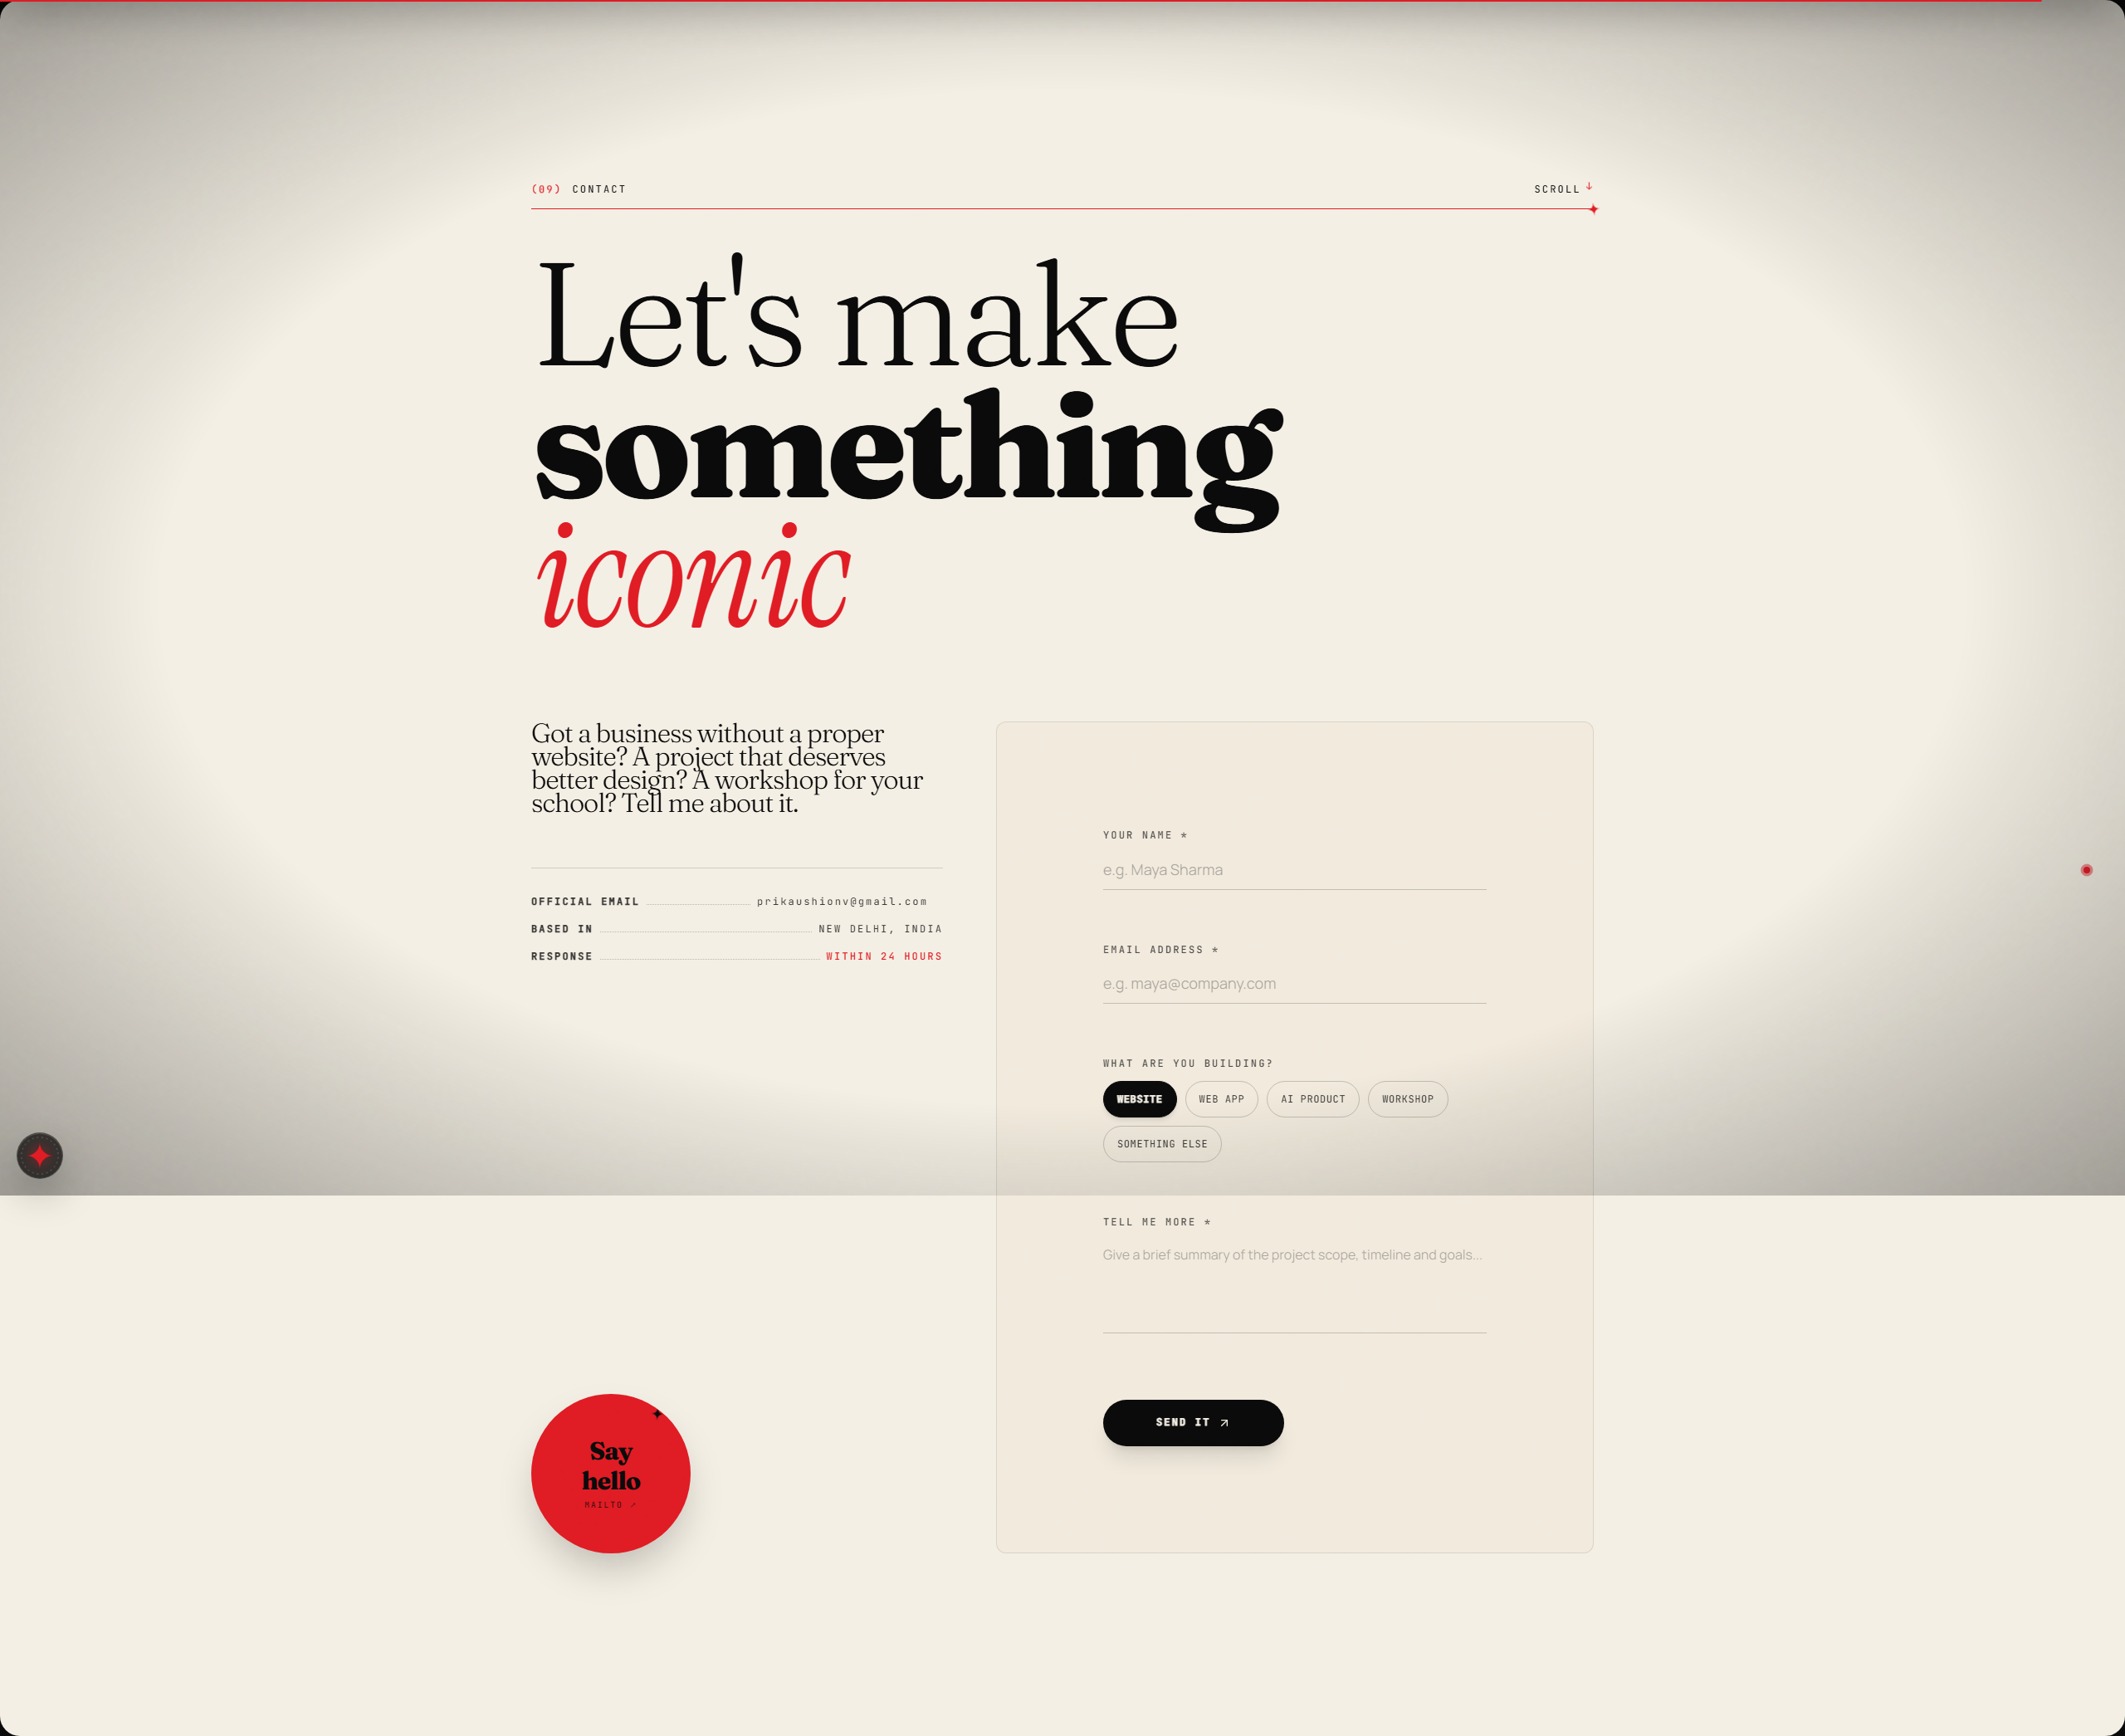 (09) CONTACT
SCROLL ↓
Let's make
something
iconic
Got a business without a proper
website? A project that deserves
better design? A workshop for your
school? Tell me about it.
OFFICIAL EMAIL prikaushionv@gmail.com
BASED IN NEW DELHI, INDIA
RESPONSE WITHIN 24 HOURS
Say
hello
MAILTO ↗
YOUR NAME *
e.g. Maya Sharma
EMAIL ADDRESS *
e.g. maya@company.com
WHAT ARE YOU BUILDING?
WEBSITE WEB APP AI PRODUCT WORKSHOP
SOMETHING ELSE
TELL ME MORE *
Give a brief summary of the project scope, timeline and goals...
SEND IT ↗